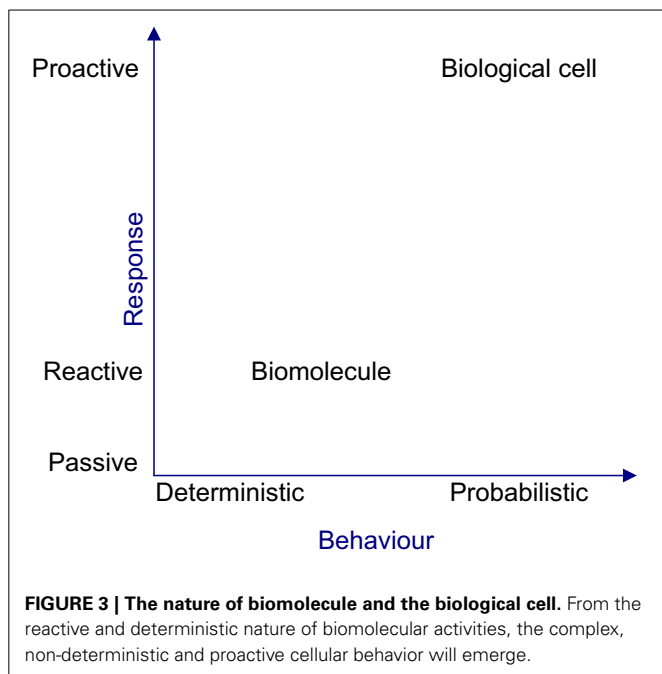 Proactive Biological cell
Response
Reactive Biomolecule
Passive
Deterministic Probabilistic
Behaviour
FIGURE 3 | The nature of biomolecule and the biological cell. From the
reactive and deterministic nature of biomolecular activities, the complex,
non-deterministic and proactive cellular behavior will emerge.